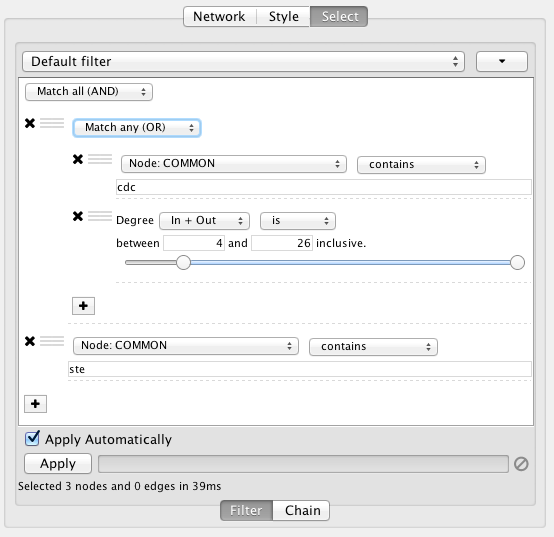 Network Style Select
Default filter
Match all (AND)
Match any (OR)
Node: COMMON contains
cdc
Degree In + Out is
between 4 and 26 inclusive.
Node: COMMON contains
ste
Apply Automatically
Apply
Selected 3 nodes and 0 edges in 39ms
Filter Chain